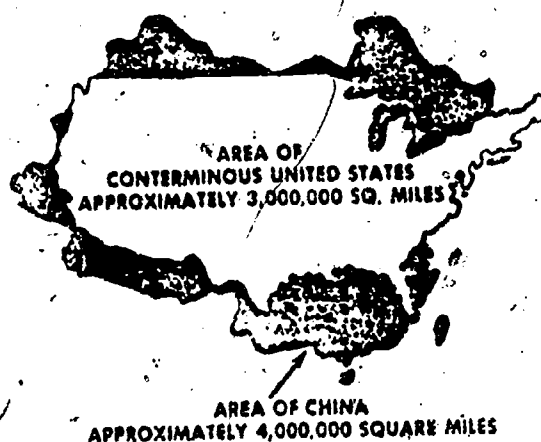 AREA OF
CONTERMINOUS UNITED STATES
APPROXIMATELY 3,000,000 SQ. MILES
AREA OF CHINA
APPROXIMATELY 4,000,000 SQUARE MILES